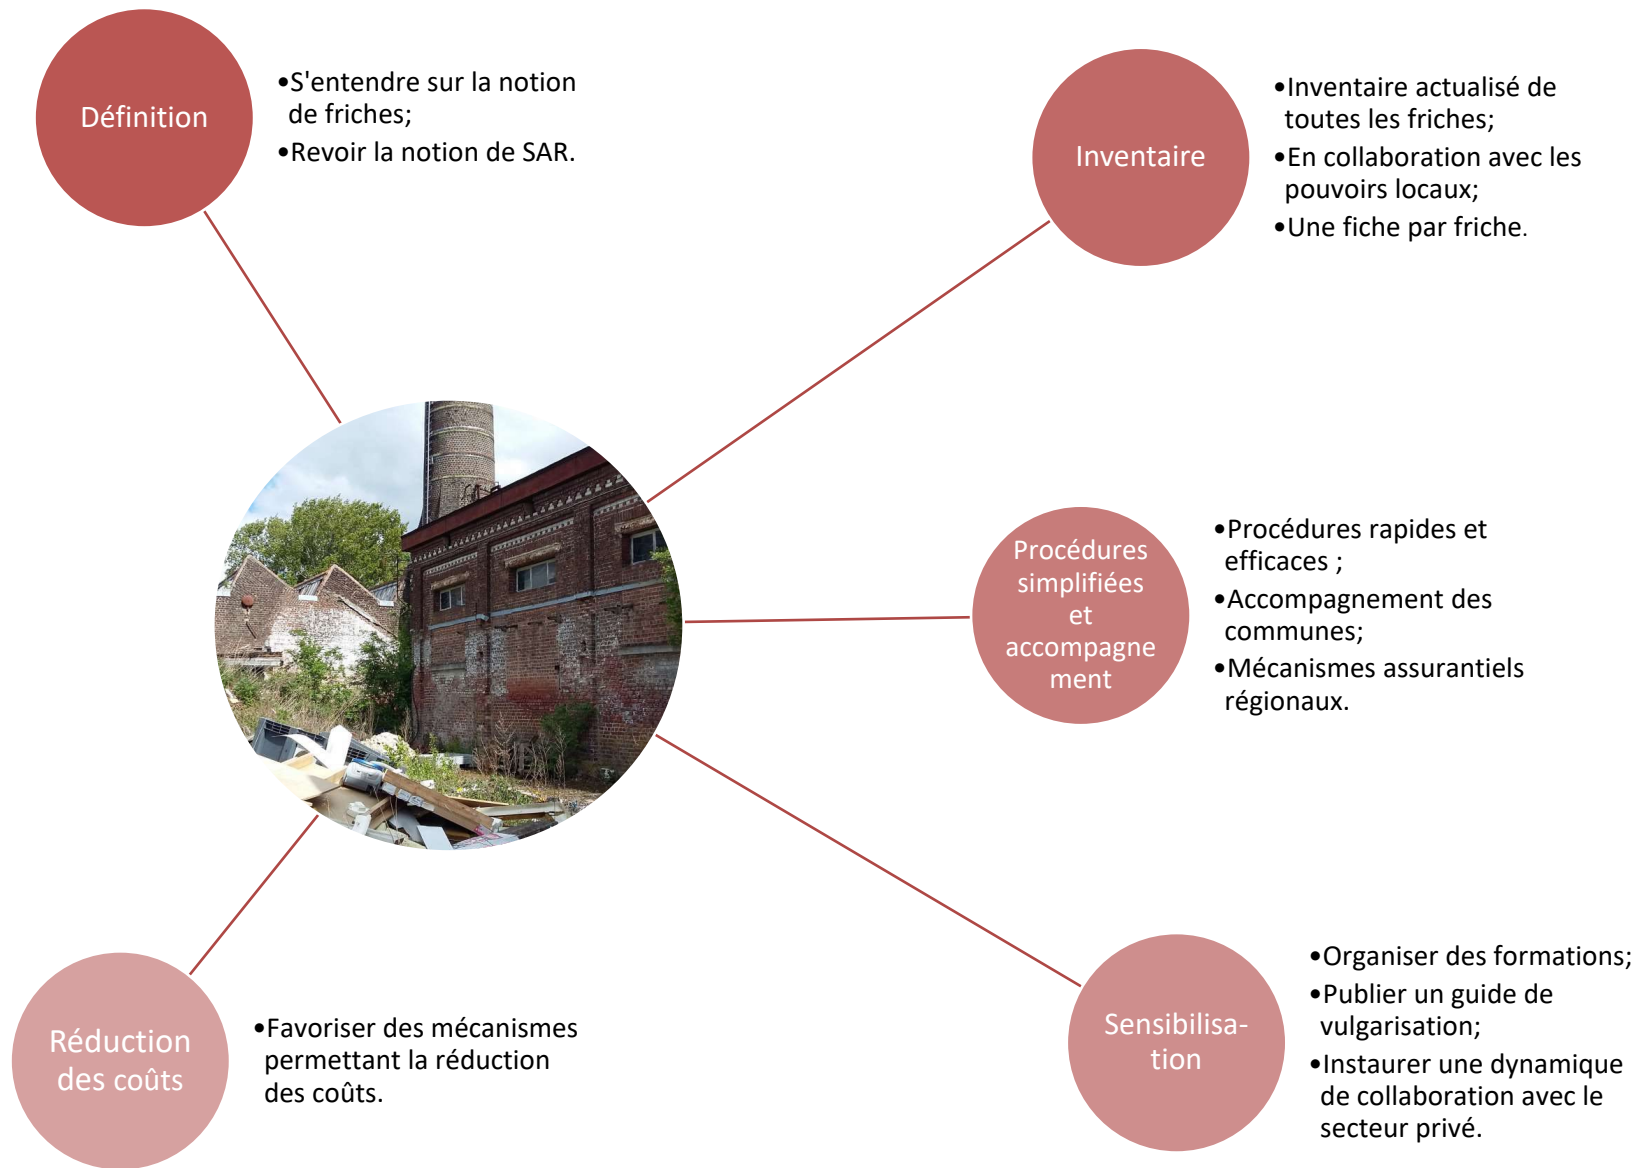 Définition
•S'entendre sur la notion
de friches;
•Revoir la notion de SAR.
Inventaire
•Inventaire actualisé de
toutes les friches;
•En collaboration avec les
pouvoirs locaux;
•Une fiche par friche.
Procédures
simplifiées
et
accompagne
ment
•Procédures rapides et
efficaces ;
•Accompagnement des
communes;
•Mécanismes assurantiels
régionaux.
Sensibilisa-
tion
•Organiser des formations;
•Publier un guide de
vulgarisation;
•Instaurer une dynamique
de collaboration avec le
secteur privé.
Réduction
des coûts
•Favoriser des mécanismes
permettant la réduction
des coûts.